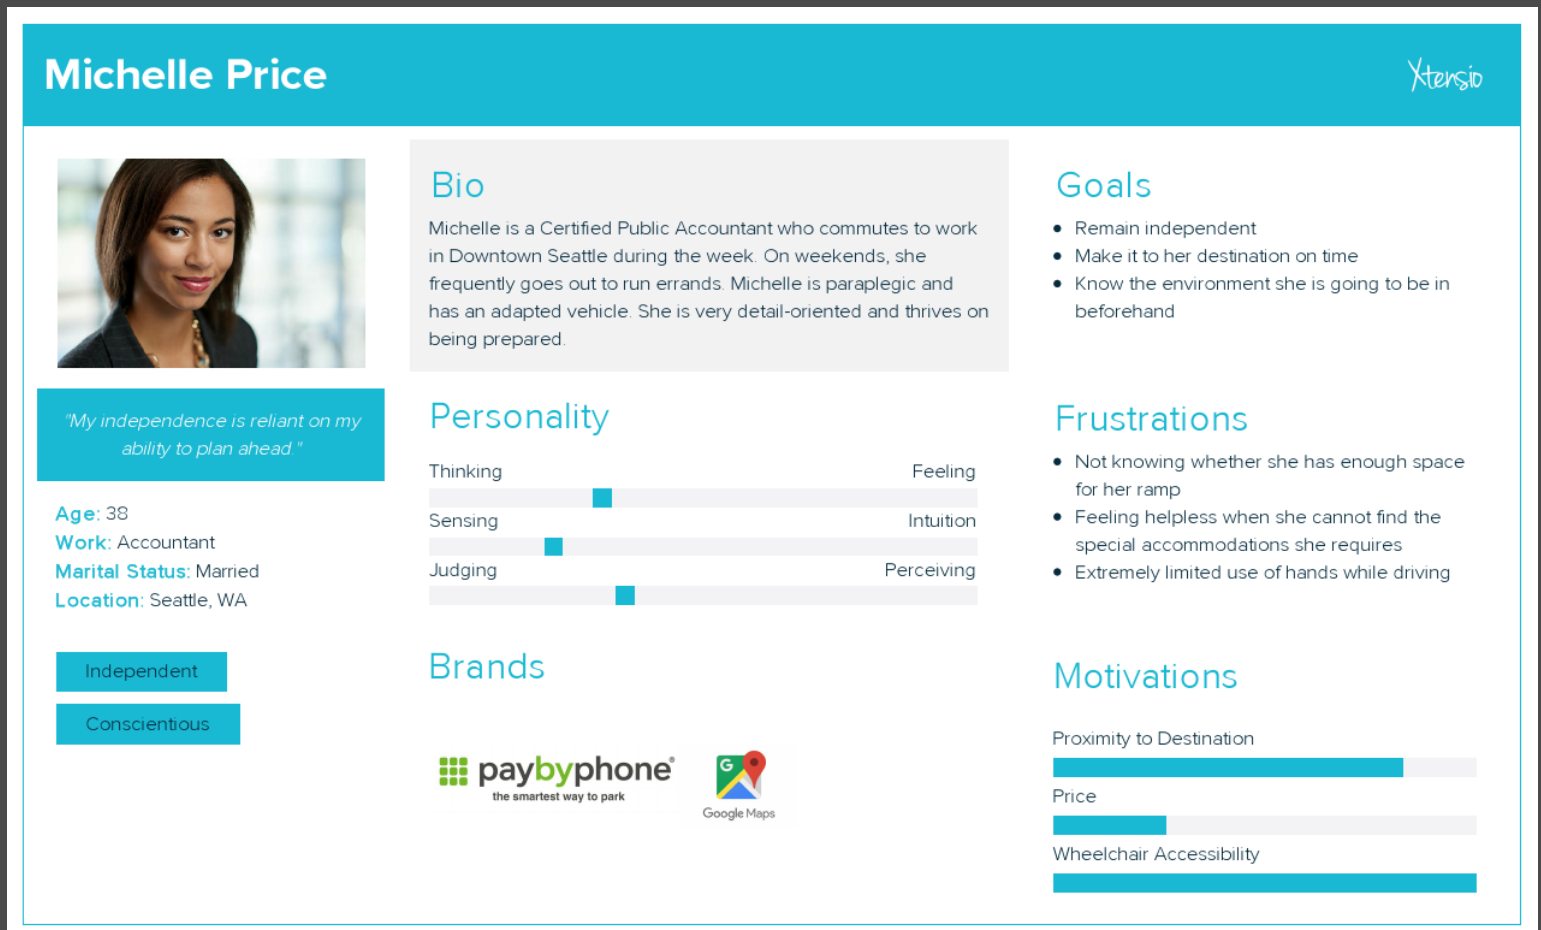 Michelle Price
Xtensio
"My independence is reliant on my
ability to plan ahead."
Age: 38
Work: Accountant
Marital Status: Married
Location: Seattle, WA
Independent
Conscientious
Bio
Michelle is a Certified Public Accountant who commutes to work
in Downtown Seattle during the week. On weekends, she
frequently goes out to run errands. Michelle is paraplegic and
has an adapted vehicle. She is very detail-oriented and thrives on
being prepared.
Personality
Thinking Feeling
Sensing Intuition
Judging Perceiving
Brands
paybyphone®
the smartest way to park
G
Google Maps
Goals
• Remain independent
• Make it to her destination on time
• Know the environment she is going to be in
beforehand
Frustrations
• Not knowing whether she has enough space
for her ramp
• Feeling helpless when she cannot find the
special accommodations she requires
• Extremely limited use of hands while driving
Motivations
Proximity to Destination
Price
Wheelchair Accessibility